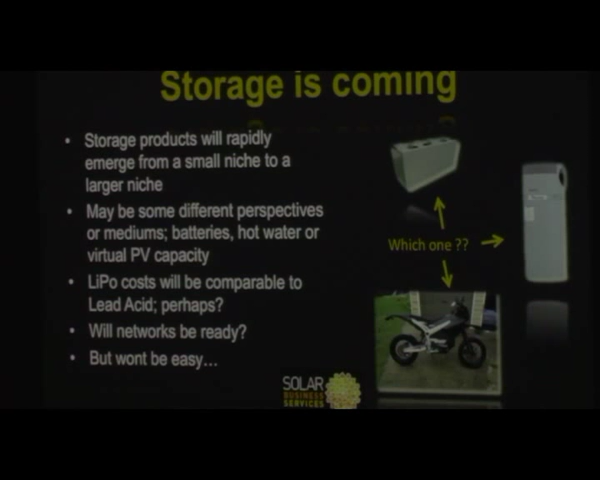 Storage is coming
• Storage products will rapidly
emerge from a small niche to a
larger niche
• May be some different perspectives
or mediums; batteries, hot water or
virtual PV capacity
• LiPo costs will be comparable to
Lead Acid; perhaps?
• Will networks be ready?
• But wont be easy...
Which one ??
SOLAR
BUSINESS
SERVICES